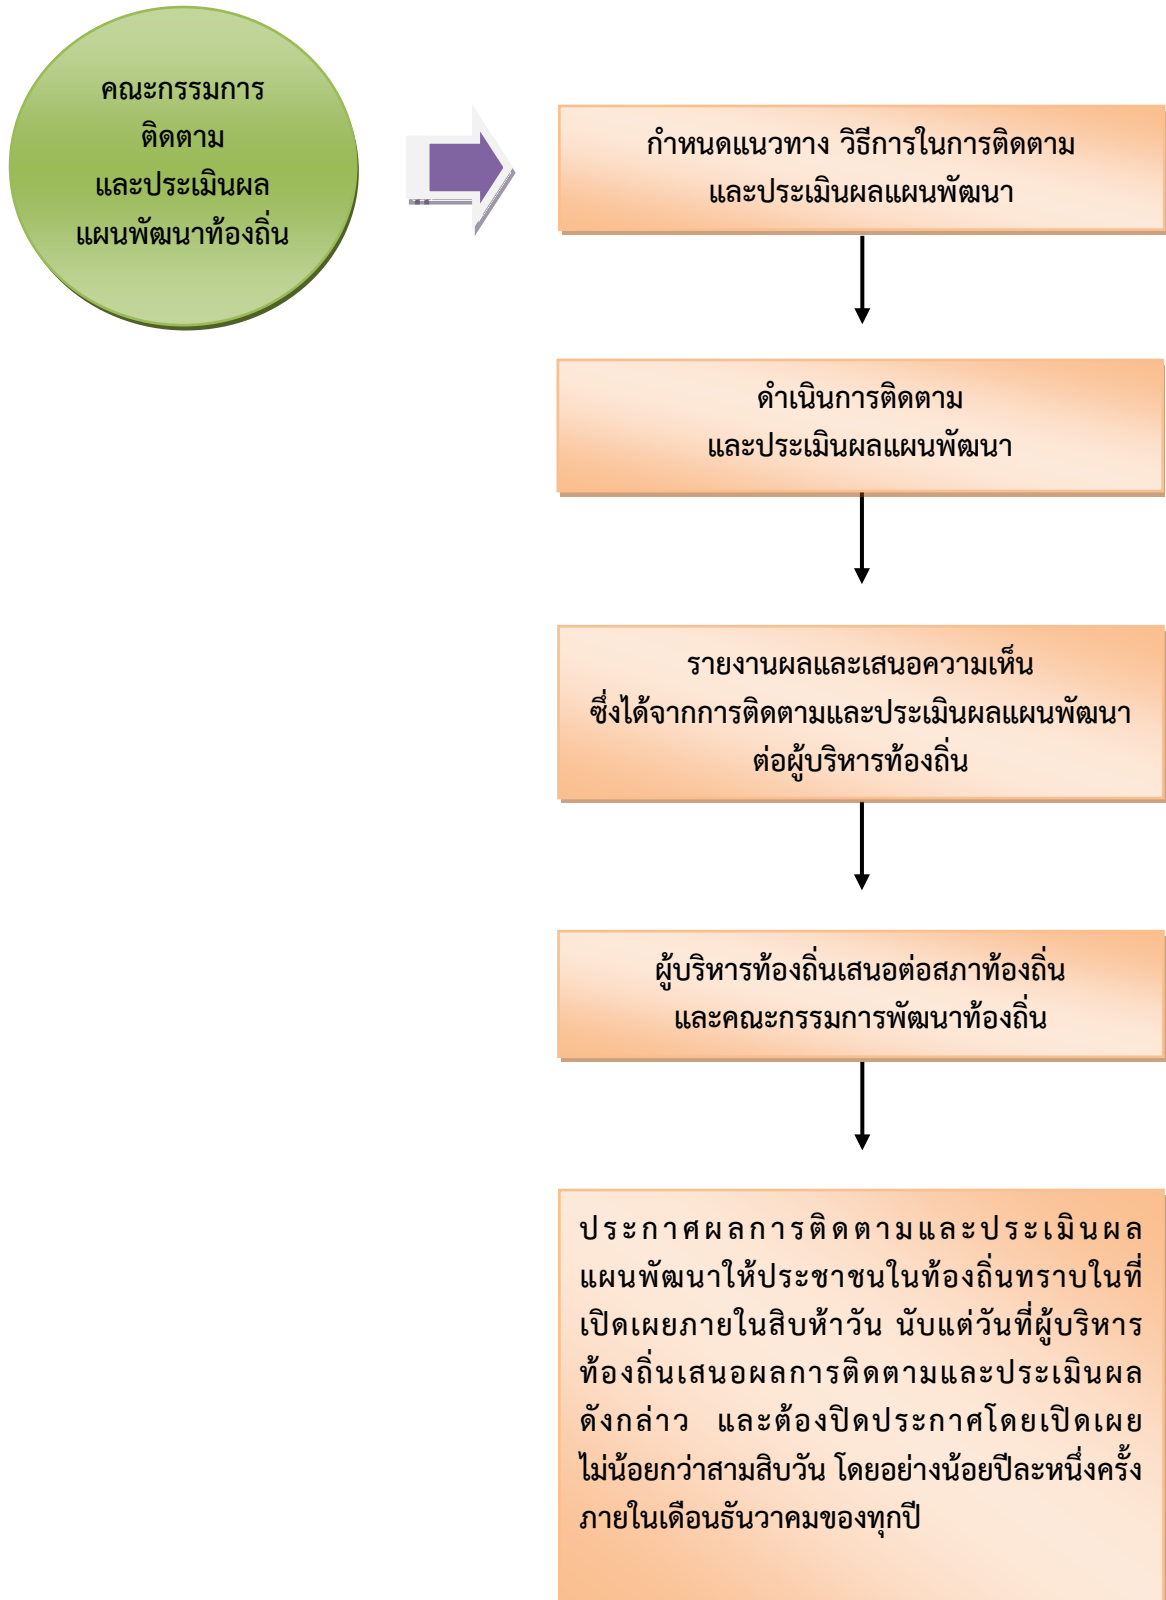 คณะกรรมการ
ติดตาม
และประเมินผล
แผนพัฒนาท้องถิ่น
กำหนดแนวทาง วิธีการในการติดตาม
และประเมินผลแผนพัฒนา
ดำเนินการติดตาม
และประเมินผลแผนพัฒนา
รายงานผลและเสนอความเห็น
ซึ่งได้จากการติดตามและประเมินผลแผนพัฒนา
ต่อผู้บริหารท้องถิ่น
ผู้บริหารท้องถิ่นเสนอต่อสภาท้องถิ่น
และคณะกรรมการพัฒนาท้องถิ่น
ประกาศผลการติดตามและประเมินผล
แผนพัฒนาให้ประชาชนในท้องถิ่นทราบในที่
เปิดเผยภายในสิบห้าวัน นับแต่วันที่ผู้บริหาร
ท้องถิ่นเสนอผลการติดตามและประเมินผล
ดังกล่าว และต้องปิดประกาศโดยเปิดเผย
ไม่น้อยกว่าสามสิบวัน โดยอย่างน้อยปีละหนึ่งครั้ง
ภายในเดือนธันวาคมของทุกปี